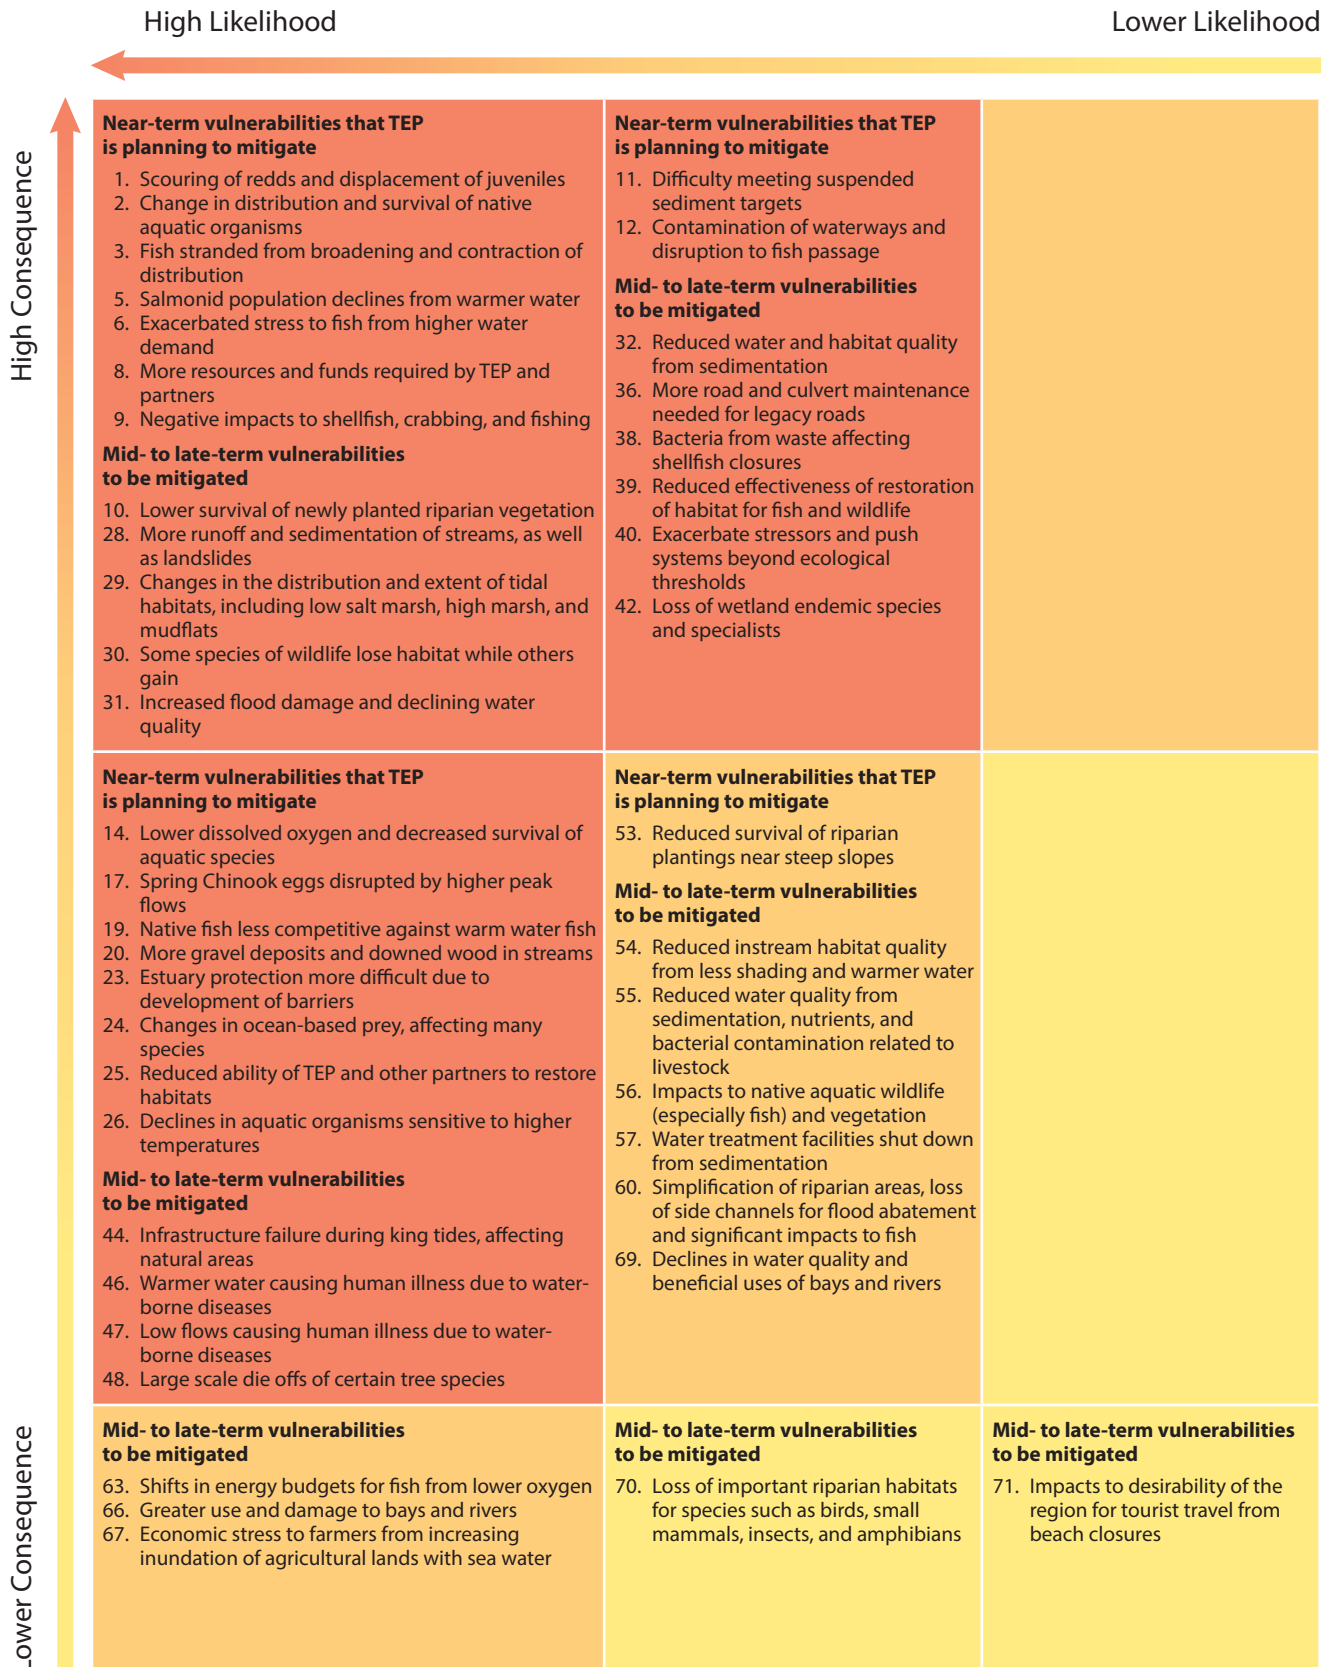 High Likelihood
Lower Likelihood
High Consequence
Near-term vulnerabilities that TEP
is planning to mitigate
1. Scouring of redds and displacement of juveniles
2. Change in distribution and survival of native
aquatic organisms
3. Fish stranded from broadening and contraction of
distribution
5. Salmonid population declines from warmer water
6. Exacerbated stress to fish from higher water
demand
8. More resources and funds required by TEP and
partners
9. Negative impacts to shellfish, crabbing, and fishing
Mid- to late-term vulnerabilities
to be mitigated
10. Lower survival of newly planted riparian vegetation
28. More runoff and sedimentation of streams, as well
as landslides
29. Changes in the distribution and extent of tidal
habitats, including low salt marsh, high marsh, and
mudflats
30. Some species of wildlife lose habitat while others
gain
31. Increased flood damage and declining water
quality
Near-term vulnerabilities that TEP
is planning to mitigate
11. Difficulty meeting suspended
sediment targets
12. Contamination of waterways and
disruption to fish passage
Mid- to late-term vulnerabilities
to be mitigated
32. Reduced water and habitat quality
from sedimentation
36. More road and culvert maintenance
needed for legacy roads
38. Bacteria from waste affecting
shellfish closures
39. Reduced effectiveness of restoration
of habitat for fish and wildlife
40. Exacerbate stressors and push
systems beyond ecological
thresholds
42. Loss of wetland endemic species
and specialists
Near-term vulnerabilities that TEP
is planning to mitigate
14. Lower dissolved oxygen and decreased survival of
aquatic species
17. Spring Chinook eggs disrupted by higher peak
flows
19. Native fish less competitive against warm water fish
20. More gravel deposits and downed wood in streams
23. Estuary protection more difficult due to
development of barriers
24. Changes in ocean-based prey, affecting many
species
25. Reduced ability of TEP and other partners to restore
habitats
26. Declines in aquatic organisms sensitive to higher
temperatures
Mid- to late-term vulnerabilities
to be mitigated
44. Infrastructure failure during king tides, affecting
natural areas
46. Warmer water causing human illness due to water-
borne diseases
47. Low flows causing human illness due to water-
borne diseases
48. Large scale die offs of certain tree species
Near-term vulnerabilities that TEP
is planning to mitigate
53. Reduced survival of riparian
plantings near steep slopes
Mid- to late-term vulnerabilities
to be mitigated
54. Reduced instream habitat quality
from less shading and warmer water
55. Reduced water quality from
sedimentation, nutrients, and
bacterial contamination related to
livestock
56. Impacts to native aquatic wildlife
(especially fish) and vegetation
57. Water treatment facilities shut down
from sedimentation
60. Simplification of riparian areas, loss
of side channels for flood abatement
and significant impacts to fish
69. Declines in water quality and
beneficial uses of bays and rivers
Lower Consequence
Mid- to late-term vulnerabilities
to be mitigated
63. Shifts in energy budgets for fish from lower oxygen
66. Greater use and damage to bays and rivers
67. Economic stress to farmers from increasing
inundation of agricultural lands with sea water
Mid- to late-term vulnerabilities
to be mitigated
70. Loss of important riparian habitats
for species such as birds, small
mammals, insects, and amphibians
Mid- to late-term vulnerabilities
to be mitigated
71. Impacts to desirability of the
region for tourist travel from
beach closures